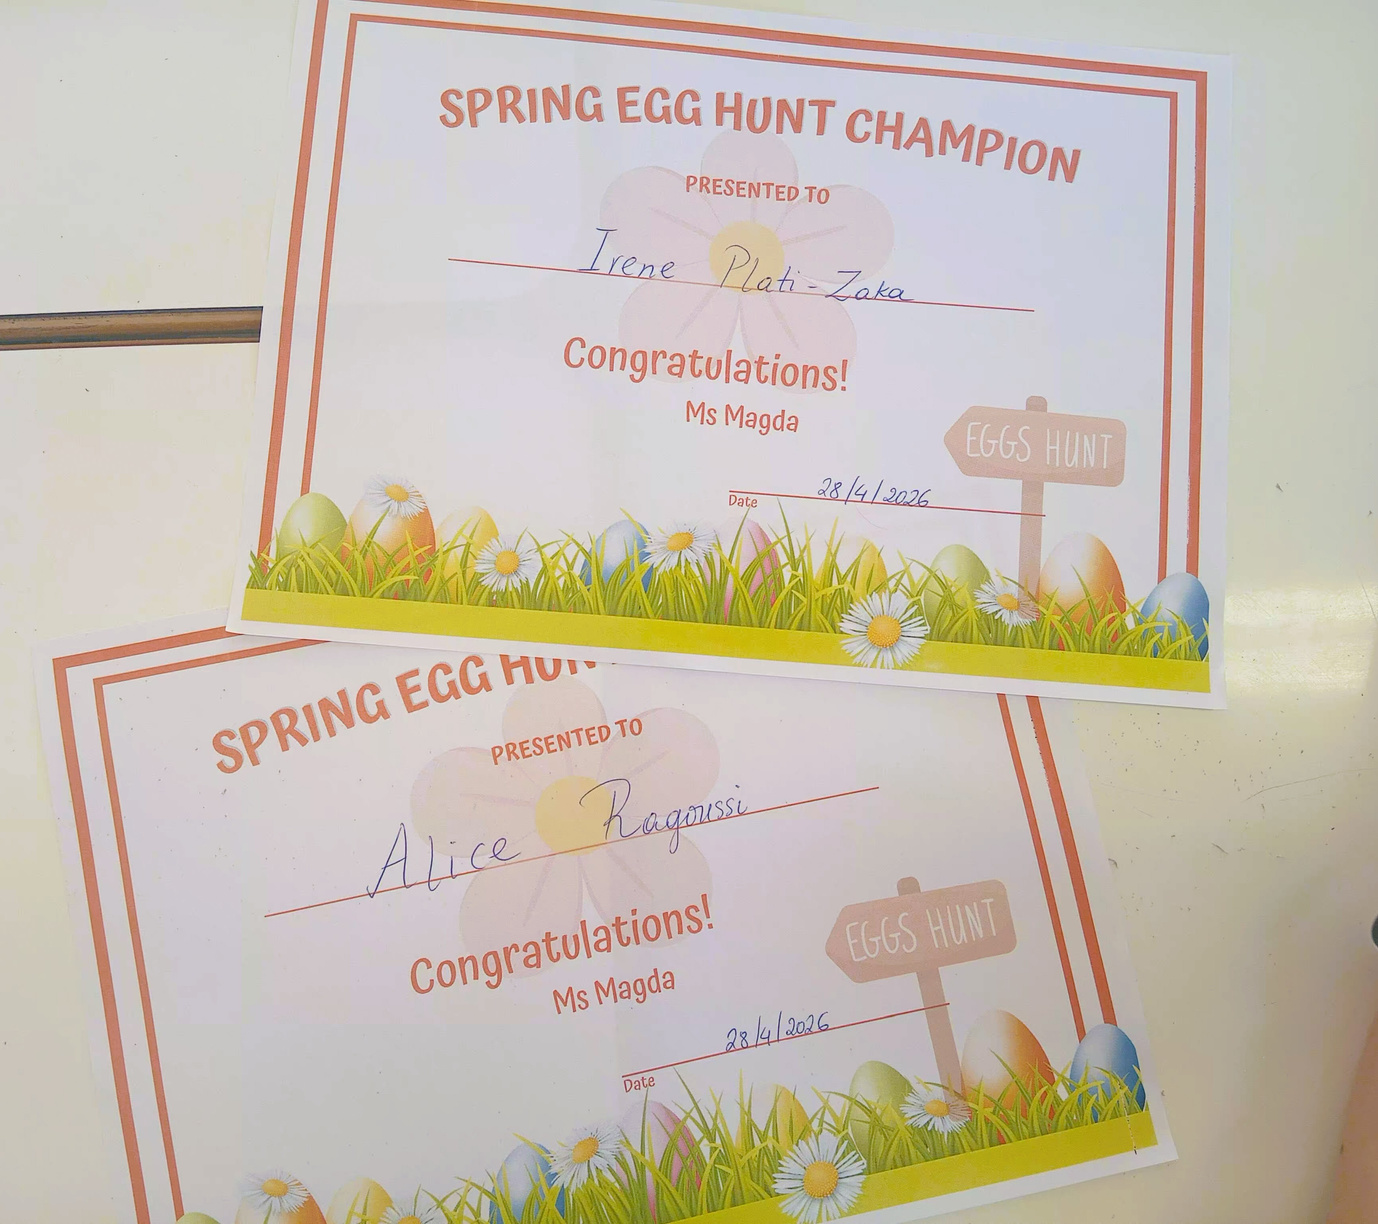 SPRING EGG HUNT CHAMPION
PRESENTED TO
Irene Plati-Zaka
Congratulations!
Ms Magda
EGGS HUNT
28/4/2026
Date
SPRING EGG HUN
PRESENTED TO
Alice Ragoussi
Congratulations!
Ms Magda
EGGS HUNT
28/4/2026
Date